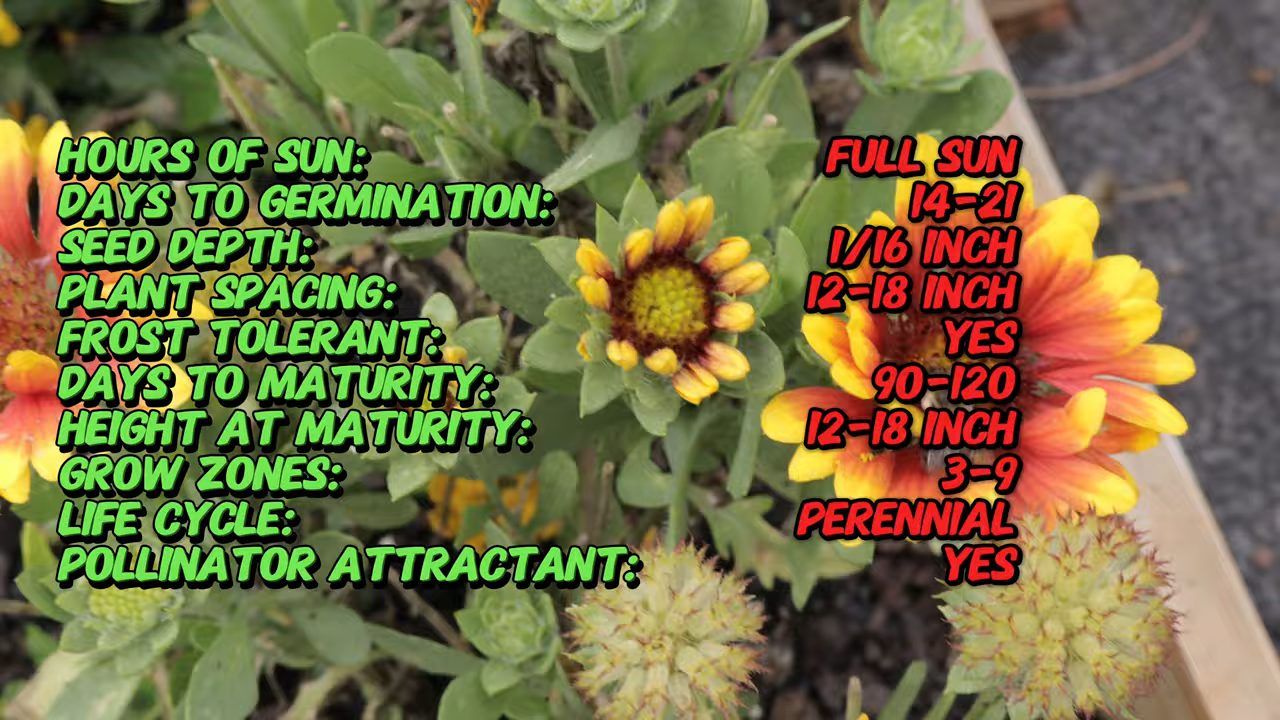 HOURS OF SUN: FULL SUN
DAYS TO GERMINATION: 14-21
SEED DEPTH: 1/16 INCH
PLANT SPACING: 12-18 INCH
FROST TOLERANT: YES
DAYS TO MATURITY: 90-120
HEIGHT AT MATURITY: 12-18 INCH
GROW ZONES: 3-9
LIFE CYCLE: PERENNIAL
POLLINATOR ATTRACTANT: YES